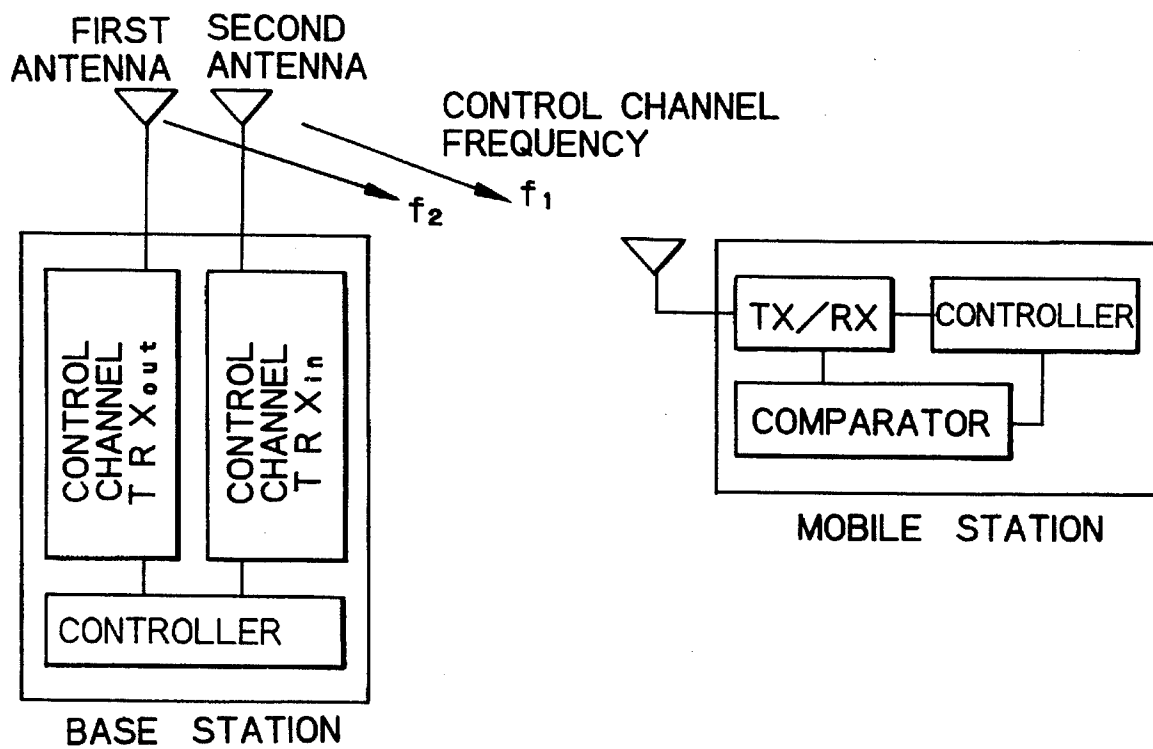 FIRST
ANTENNA
SECOND
ANTENNA
CONTROL CHANNEL
FREQUENCY
f2
f1
CONTROL
CHANNEL
TRXout
CONTROL
CHANNEL
TRXin
CONTROLLER
BASE STATION
TX/RX
CONTROLLER
COMPARATOR
MOBILE STATION